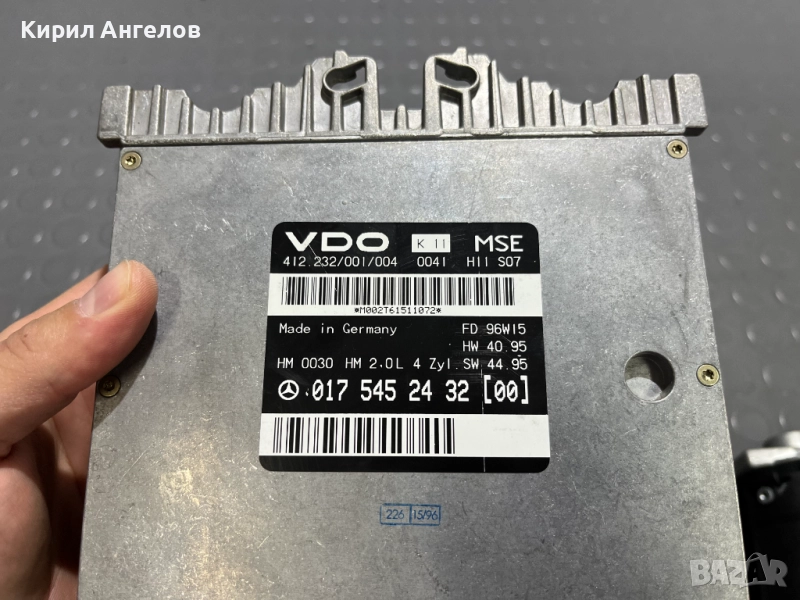 Кирил Ангелов
VDO K II MSE
412.232/001/004 0041 H11 S07
*M002T61511072*
Made in Germany FD 96W15
HW 40.95
HM 0030 HM 2.0L 4 Zyl. SW 44.95
017 545 24 32 [00]
226 15/96
BAZAR